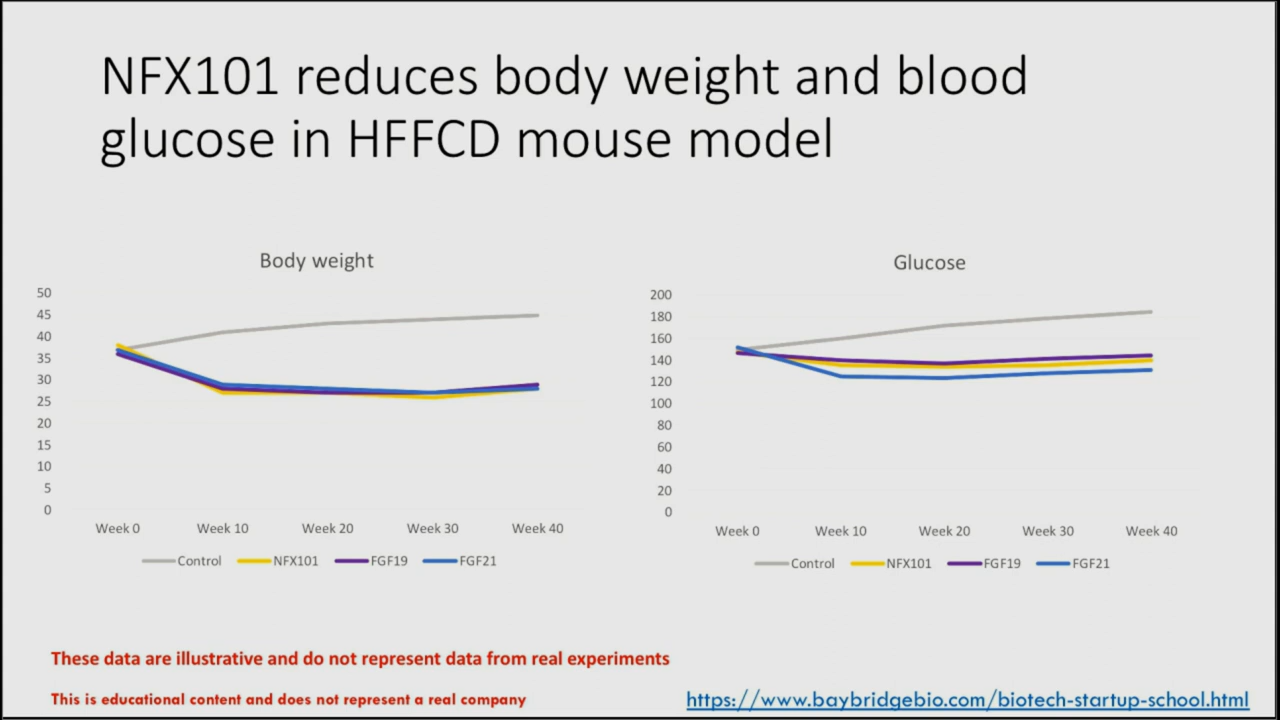 NFX101 reduces body weight and blood
glucose in HFFCD mouse model
Body weight
50
45
40
35
30
25
20
15
10
5
0
Week 0 Week 10 Week 20 Week 30 Week 40
Control NFX101 FGF19 FGF21
Glucose
200
180
160
140
120
100
80
60
40
20
0
Week 0 Week 10 Week 20 Week 30 Week 40
Control NFX101 FGF19 FGF21
These data are illustrative and do not represent data from real experiments
This is educational content and does not represent a real company
https://www.baybridgebio.com/biotech-startup-school.html